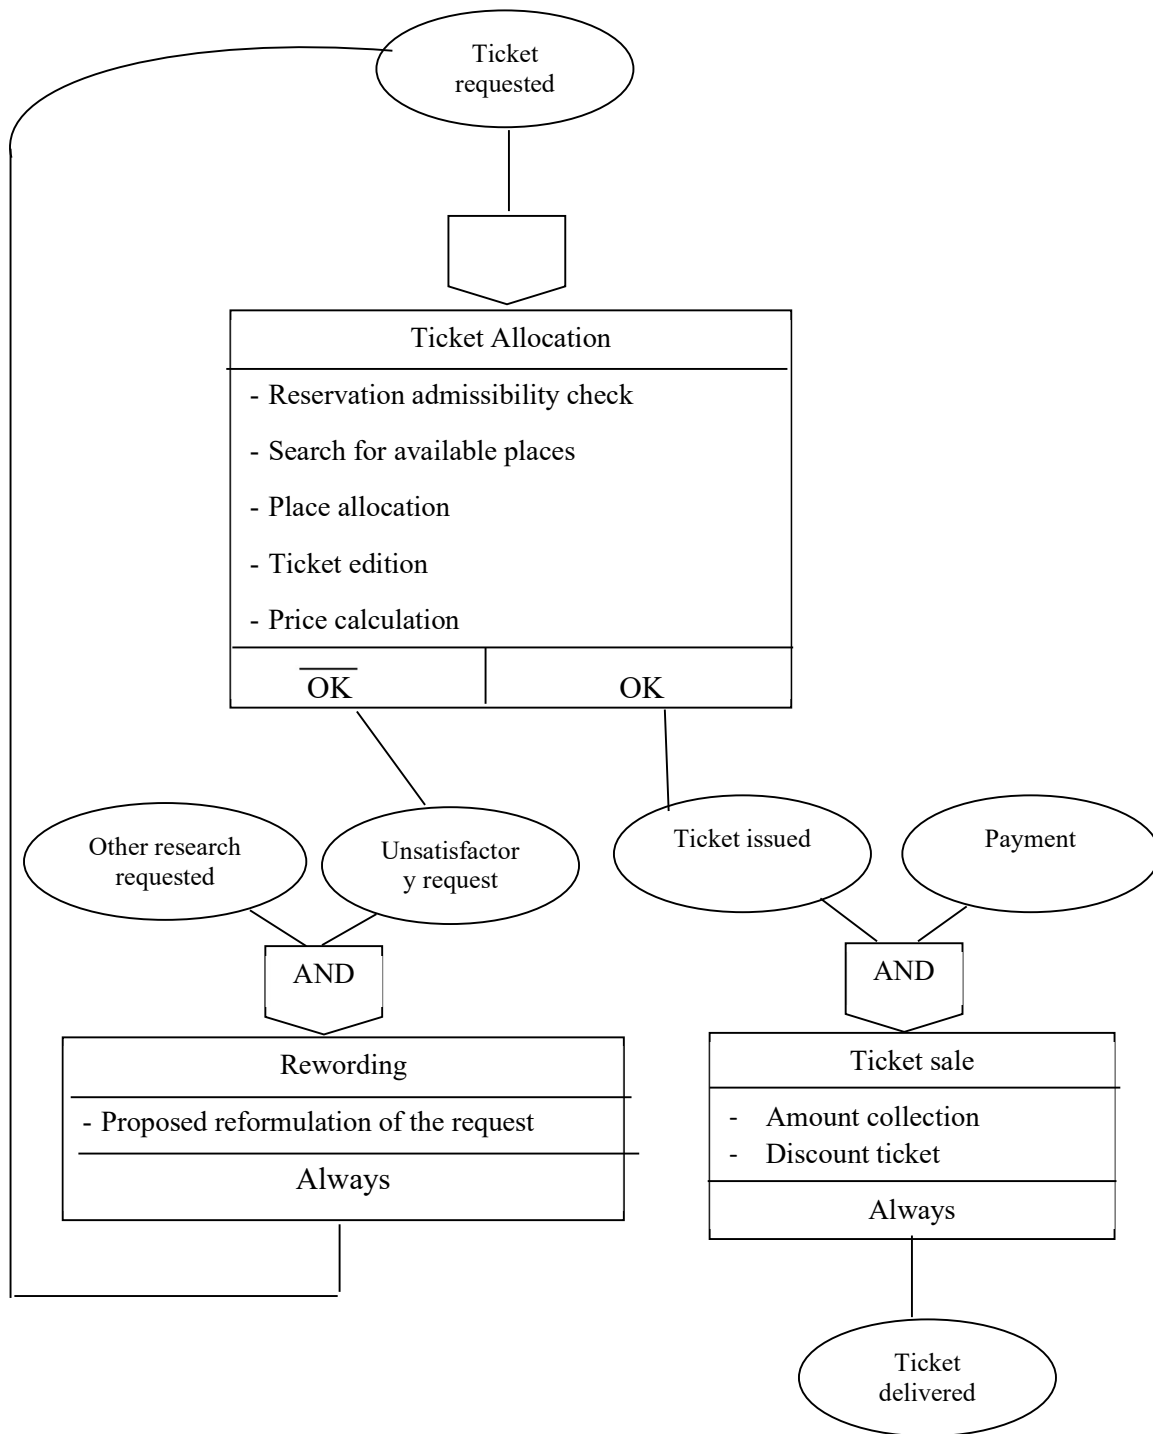 Ticket
requested
Ticket Allocation
- Reservation admissibility check
- Search for available places
- Place allocation
- Ticket edition
- Price calculation
OK
OK
Other research
requested
Unsatisfactor
y request
Ticket issued
Payment
AND
AND
Rewording
- Proposed reformulation of the request
Always
Ticket sale
- Amount collection
- Discount ticket
Always
Ticket
delivered